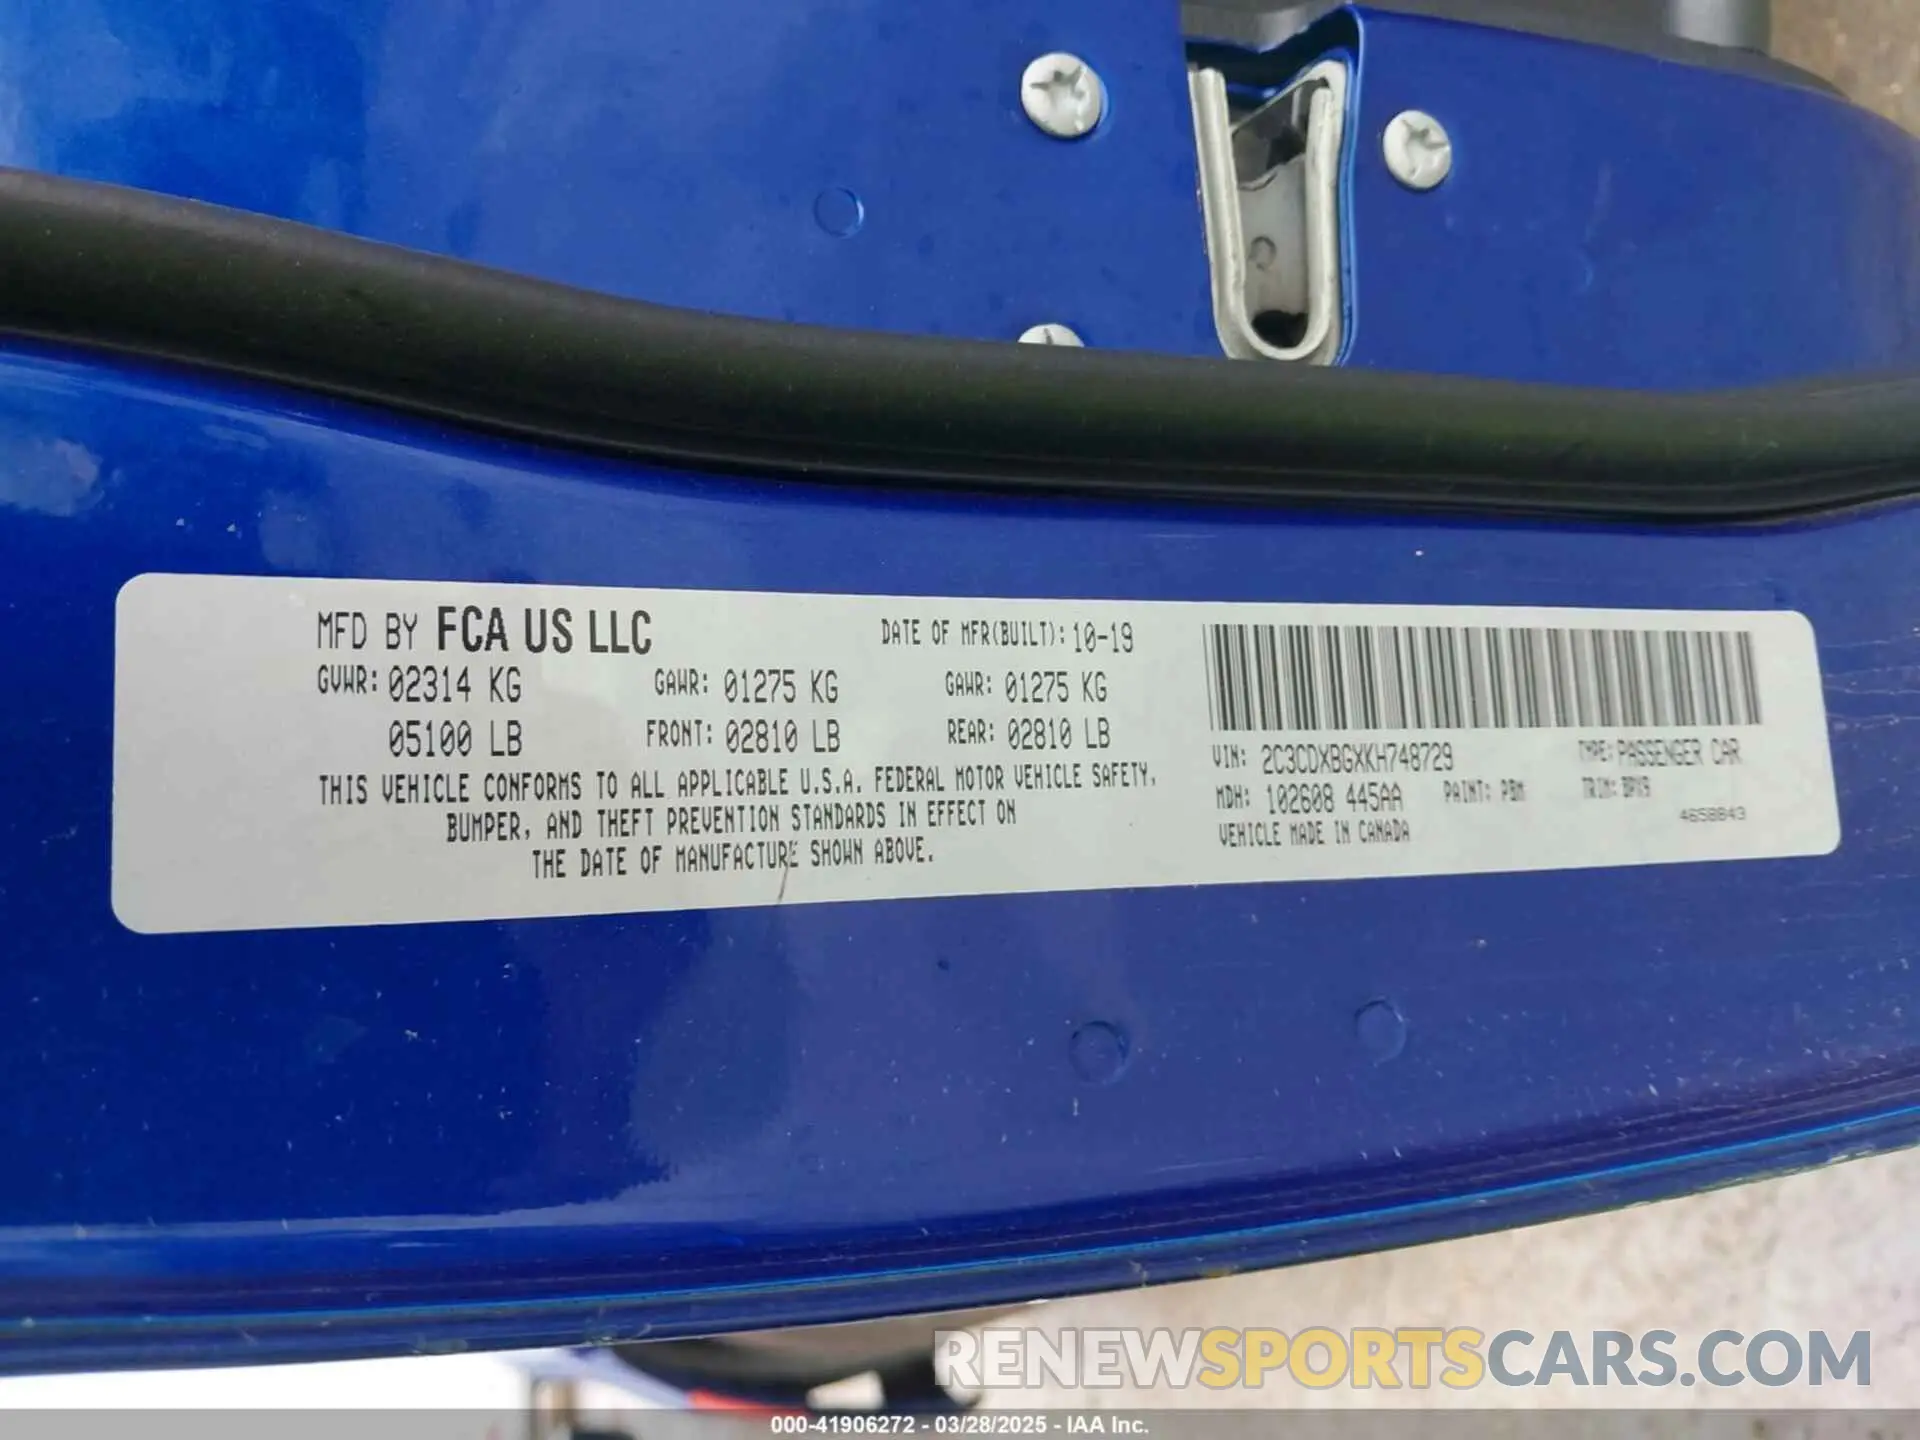 MFD BY FCA US LLC DATE OF MFR(BUILT): 10-19
GVWR: 02314 KG GAWR: 01275 KG GAWR: 01275 KG
05100 LB FRONT: 02810 LB REAR: 02810 LB
THIS VEHICLE CONFORMS TO ALL APPLICABLE U.S.A. FEDERAL MOTOR VEHICLE SAFETY,
BUMPER, AND THEFT PREVENTION STANDARDS IN EFFECT ON
THE DATE OF MANUFACTURE SHOWN ABOVE.
VIN: 2C3CDXBGXKH748729 TYPE: PASSENGER CAR
MDH: 102608 445AA PAINT: PBM TRIM: BPX9
VEHICLE MADE IN CANADA 4658843
RENEWSPORTSCARS.COM
000-41906272 - 03/28/2025 - IAA Inc.